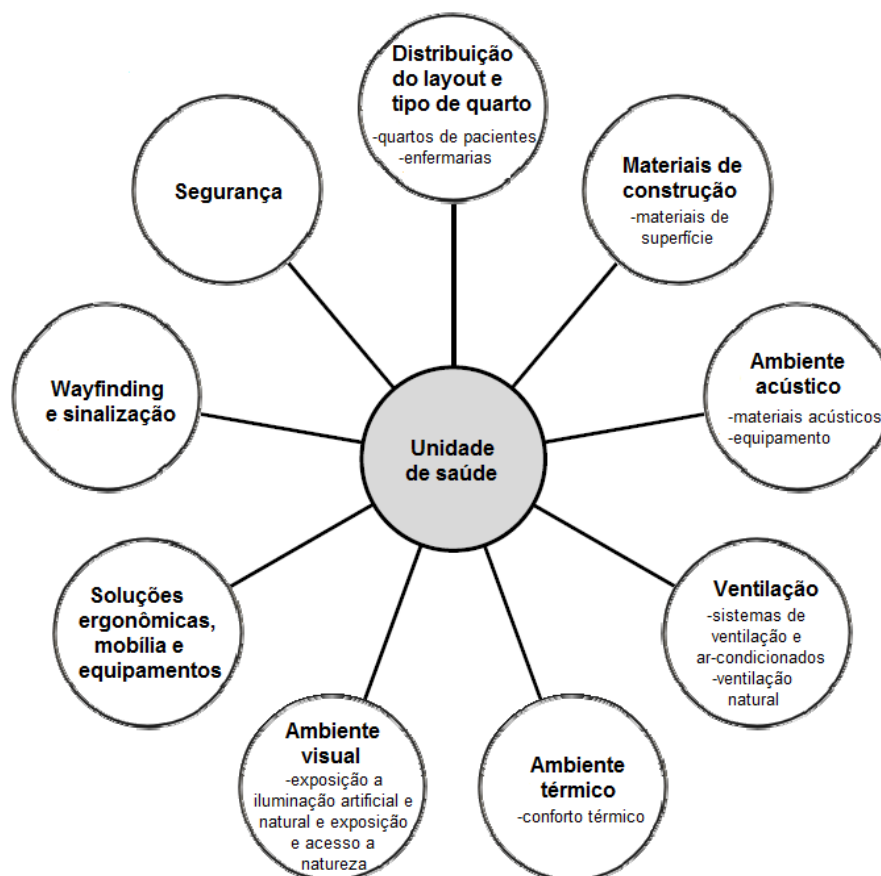 Distribuição
do layout e
tipo de quarto
-quartos de pacientes
-enfermarias
Materiais de
construção
-materiais de
superfície
Ambiente
acústico
-materiais acústicos
-equipamento
Ventilação
-sistemas de
ventilação e
ar-condicionados
-ventilação
natural
Ambiente
térmico
-conforto térmico
Ambiente
visual
-exposição a
iluminação artificial e
natural e exposição
e acesso a
natureza
Soluções
ergonômicas,
mobília e
equipamentos
Wayfinding
e sinalização
Segurança
Unidade
de saúde